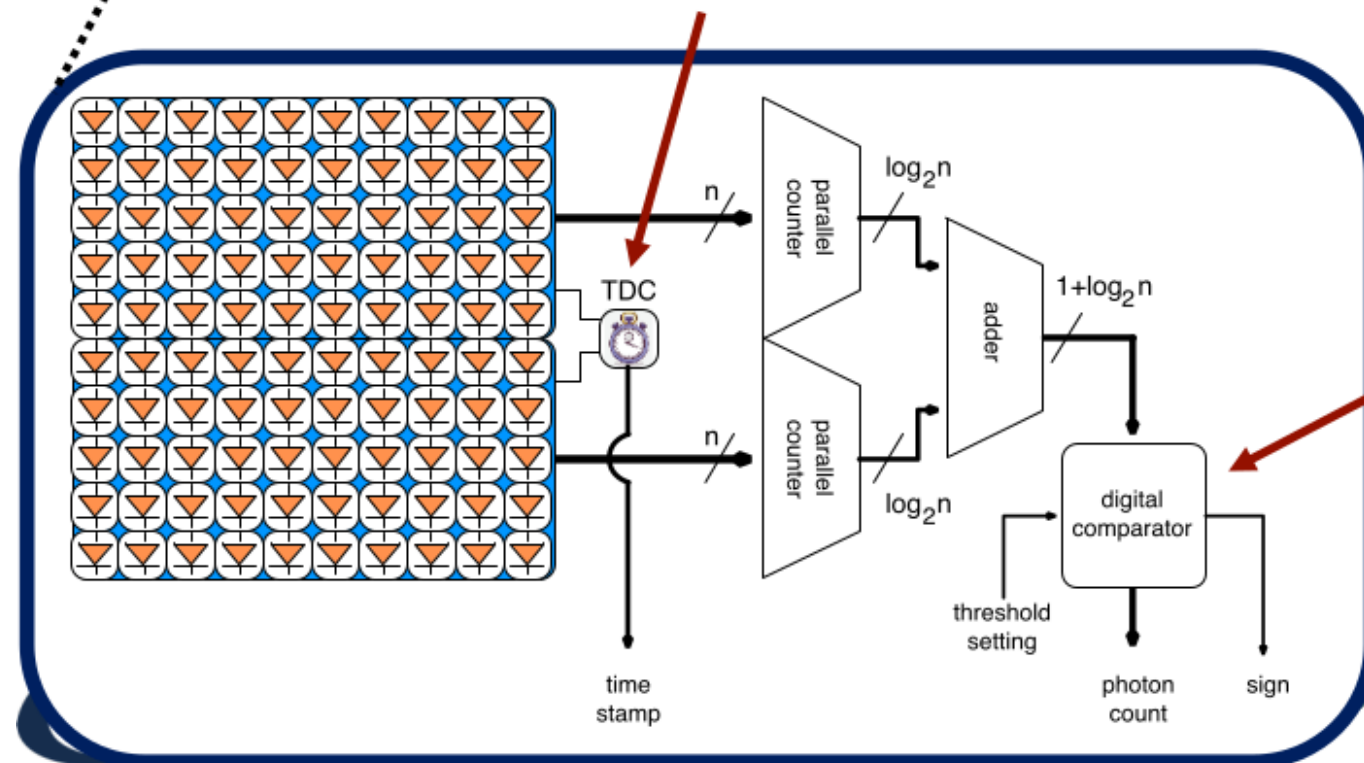 TDC
n
parallel
counter
log₂n
adder
1+log₂n
n
parallel
counter
log₂n
digital
comparator
threshold
setting
time
stamp
photon
count
sign